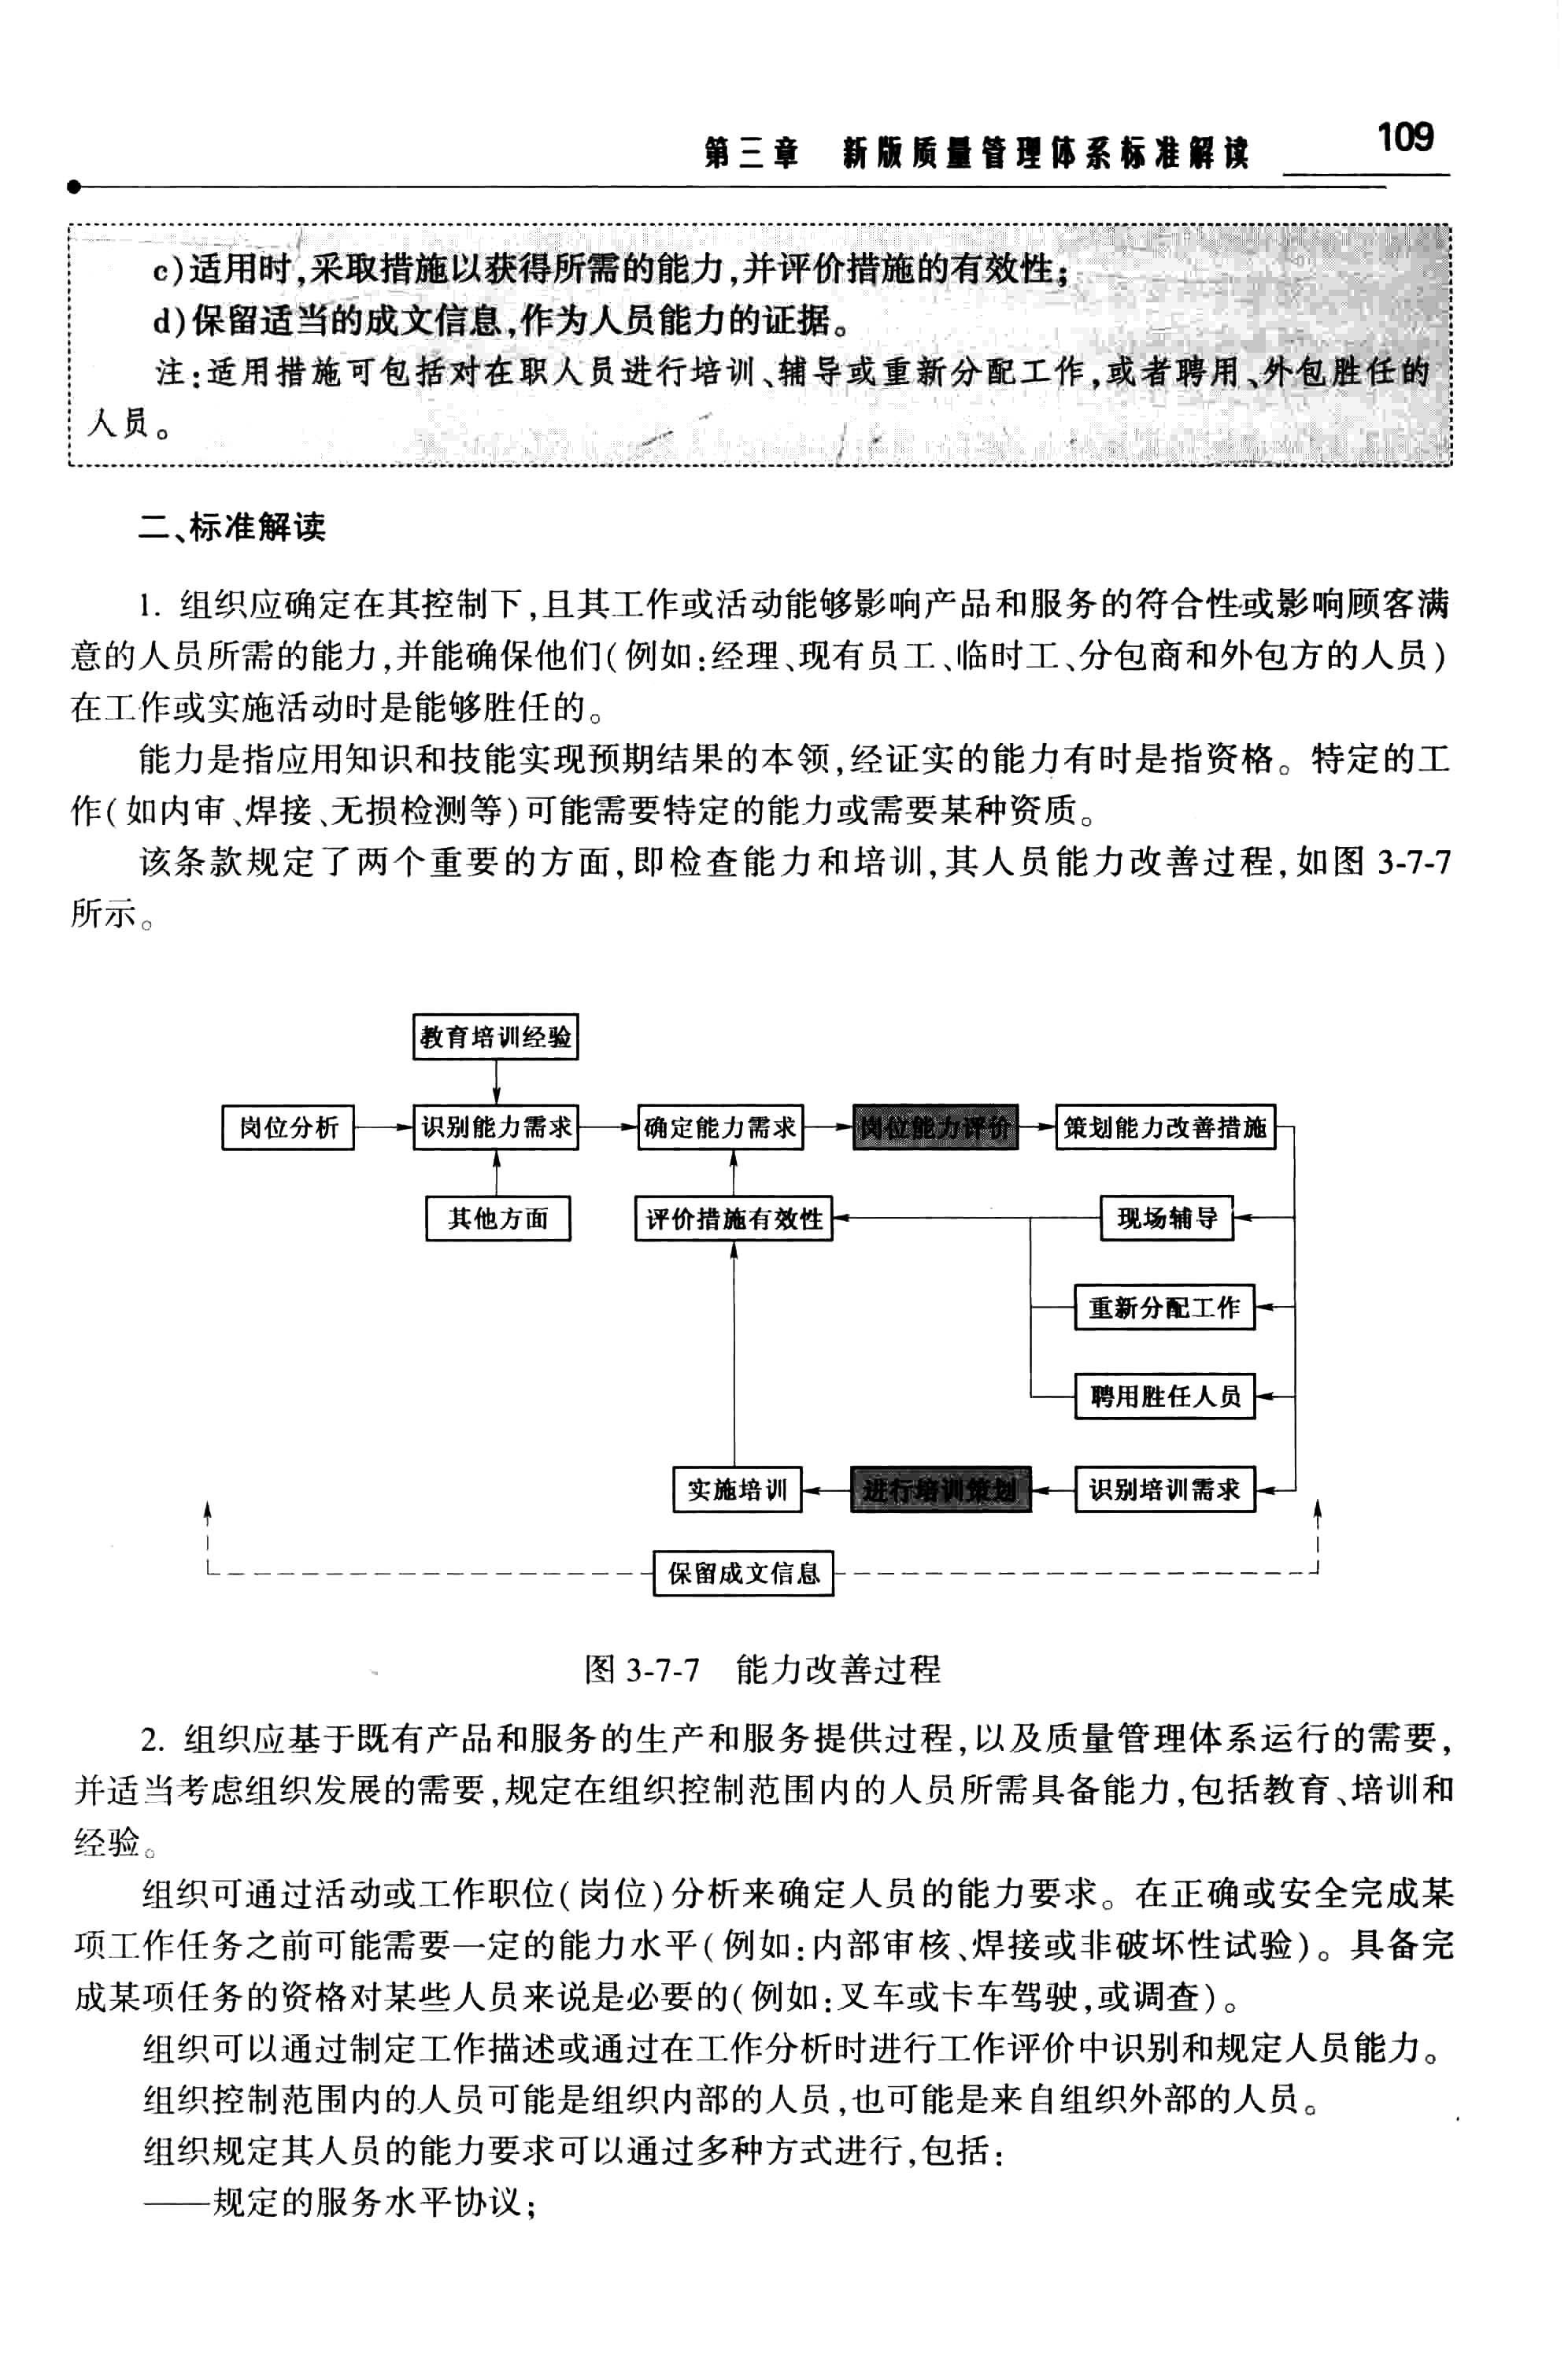 第三章 新版质量管理体系标准解读
109
c)适用时,采取措施以获得所需的能力,并评价措施的有效性;
d)保留适当的成文信息,作为人员能力的证据。
注:适用措施可包括对在职人员进行培训、辅导或重新分配工作,或者聘用、外包胜任的
人员。
二、标准解读
1. 组织应确定在其控制下,且其工作或活动能够影响产品和服务的符合性或影响顾客满
意的人员所需的能力,并能确保他们(例如:经理、现有员工、临时工、分包商和外包方的人员)
在工作或实施活动时是能够胜任的。
能力是指应用知识和技能实现预期结果的本领,经证实的能力有时是指资格。特定的工
作(如内审、焊接、无损检测等)可能需要特定的能力或需要某种资质。
该条款规定了两个重要的方面,即检查能力和培训,其人员能力改善过程,如图 3-7-7
所示。
教育培训经验
岗位分析
识别能力需求
确定能力需求
岗位能力评价
策划能力改善措施
其他方面
评价措施有效性
现场辅导
重新分配工作
聘用胜任人员
实施培训
进行培训策划
识别培训需求
保留成文信息
图 3-7-7 能力改善过程
2. 组织应基于既有产品和服务的生产和服务提供过程,以及质量管理体系运行的需要,
并适当考虑组织发展的需要,规定在组织控制范围内的人员所需具备能力,包括教育、培训和
经验。
组织可通过活动或工作职位(岗位)分析来确定人员的能力要求。在正确或安全完成某
项工作任务之前可能需要一定的能力水平(例如:内部审核、焊接或非破坏性试验)。具备完
成某项任务的资格对某些人员来说是必要的(例如:叉车或卡车驾驶,或调查)。
组织可以通过制定工作描述或通过在工作分析时进行工作评价中识别和规定人员能力。
组织控制范围内的人员可能是组织内部的人员,也可能是来自组织外部的人员。
组织规定其人员的能力要求可以通过多种方式进行,包括:
——规定的服务水平协议;